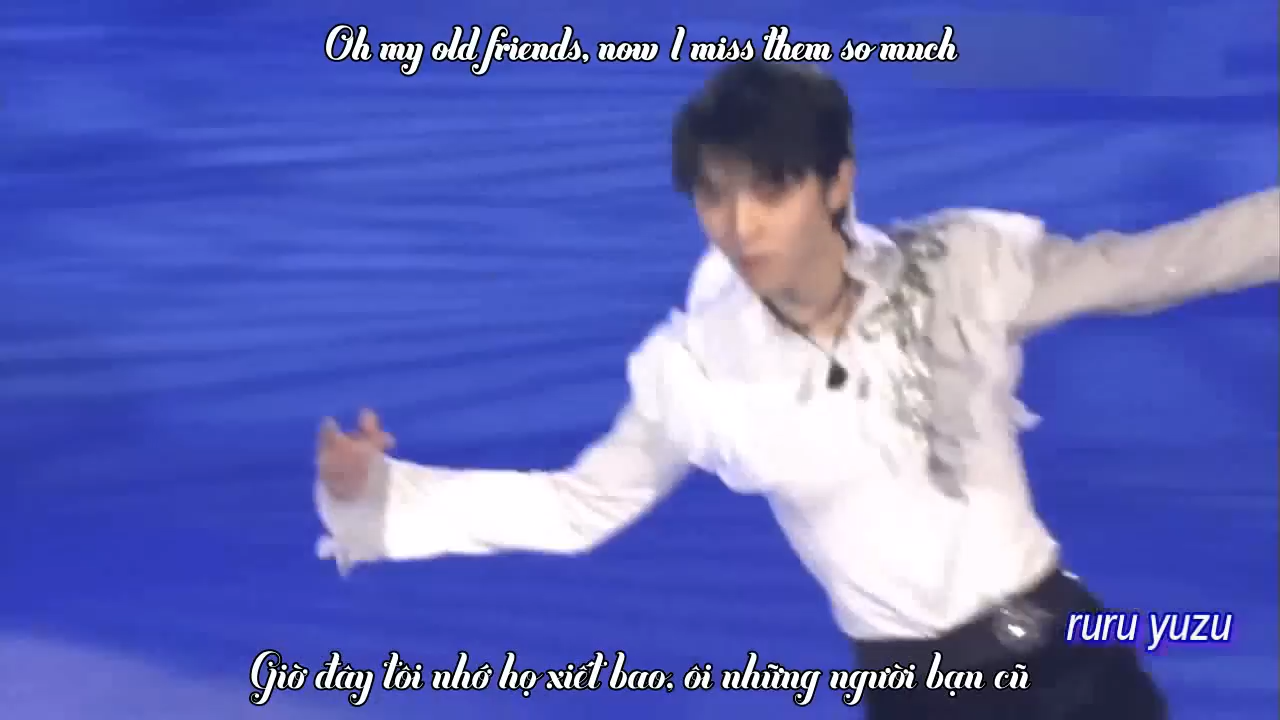 Oh my old friends, now I miss them so much
ruru yuzu
Giờ đây tôi nhớ họ xiết bao, ôi những người bạn cũ